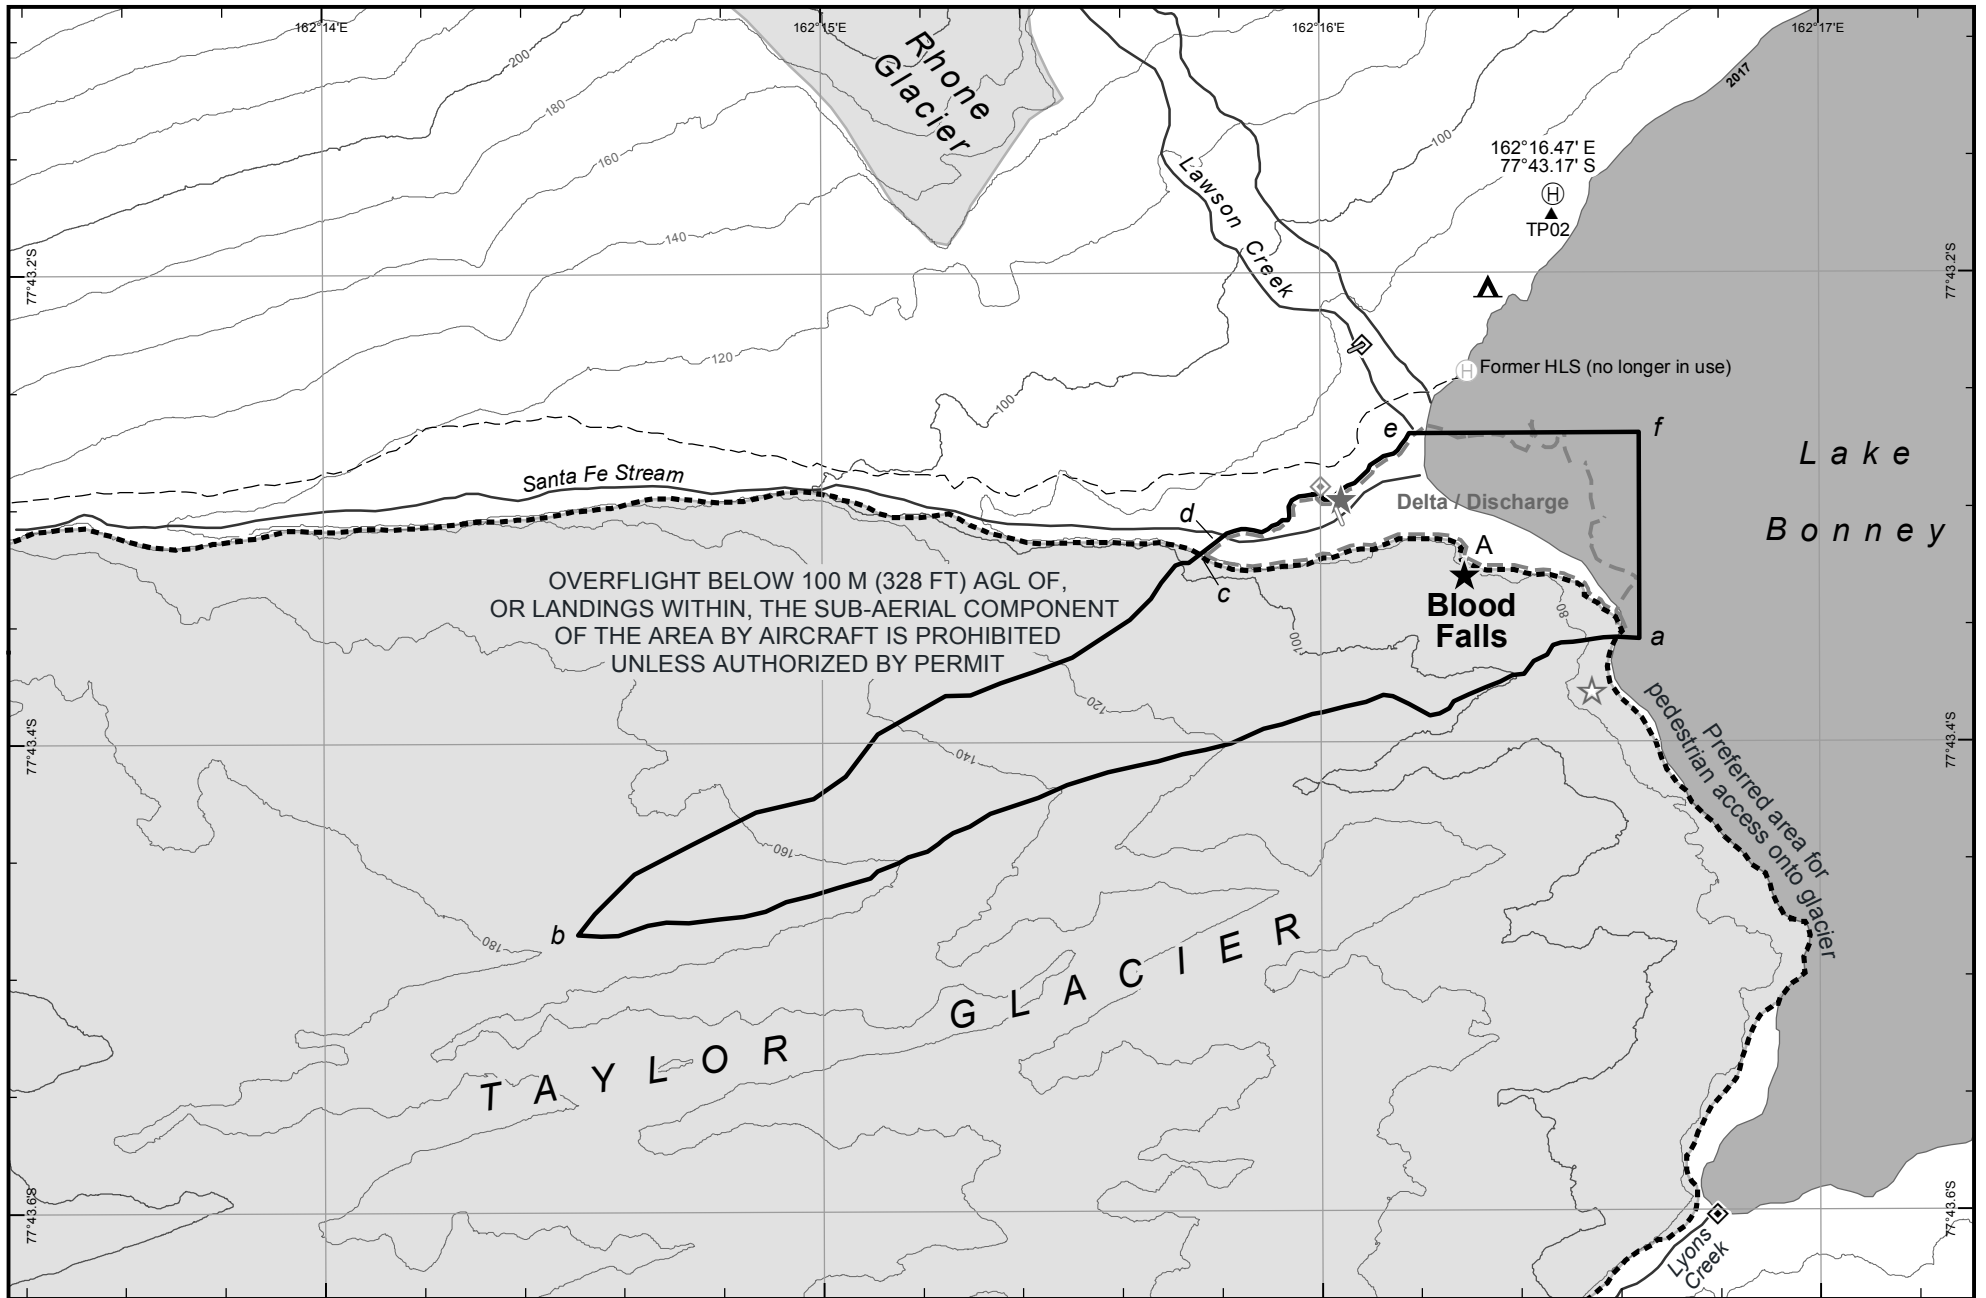 162°14'E
162°15'E
162°16'E
162°17'E
200
180
160
140
120
100
100
Rhone
Glacier
Lawson Creek
2017
162°16.47' E
77°43.17' S
H
TP02
77°43.2'S
77°43.2'S
H Former HLS (no longer in use)
e
f
Lake
Bonney
Santa Fe Stream
Delta / Discharge
d
A
c
OVERFLIGHT BELOW 100 M (328 FT) AGL OF,
OR LANDINGS WITHIN, THE SUB-AERIAL COMPONENT
OF THE AREA BY AIRCRAFT IS PROHIBITED
UNLESS AUTHORIZED BY PERMIT
Blood
Falls
80
100
a
120
140
160
180
b
77°43.4'S
77°43.4'S
Preferred area for
pedestrian access onto glacier
TAYLOR GLACIER
77°43.6'S
77°43.6'S
Lyons
Creek